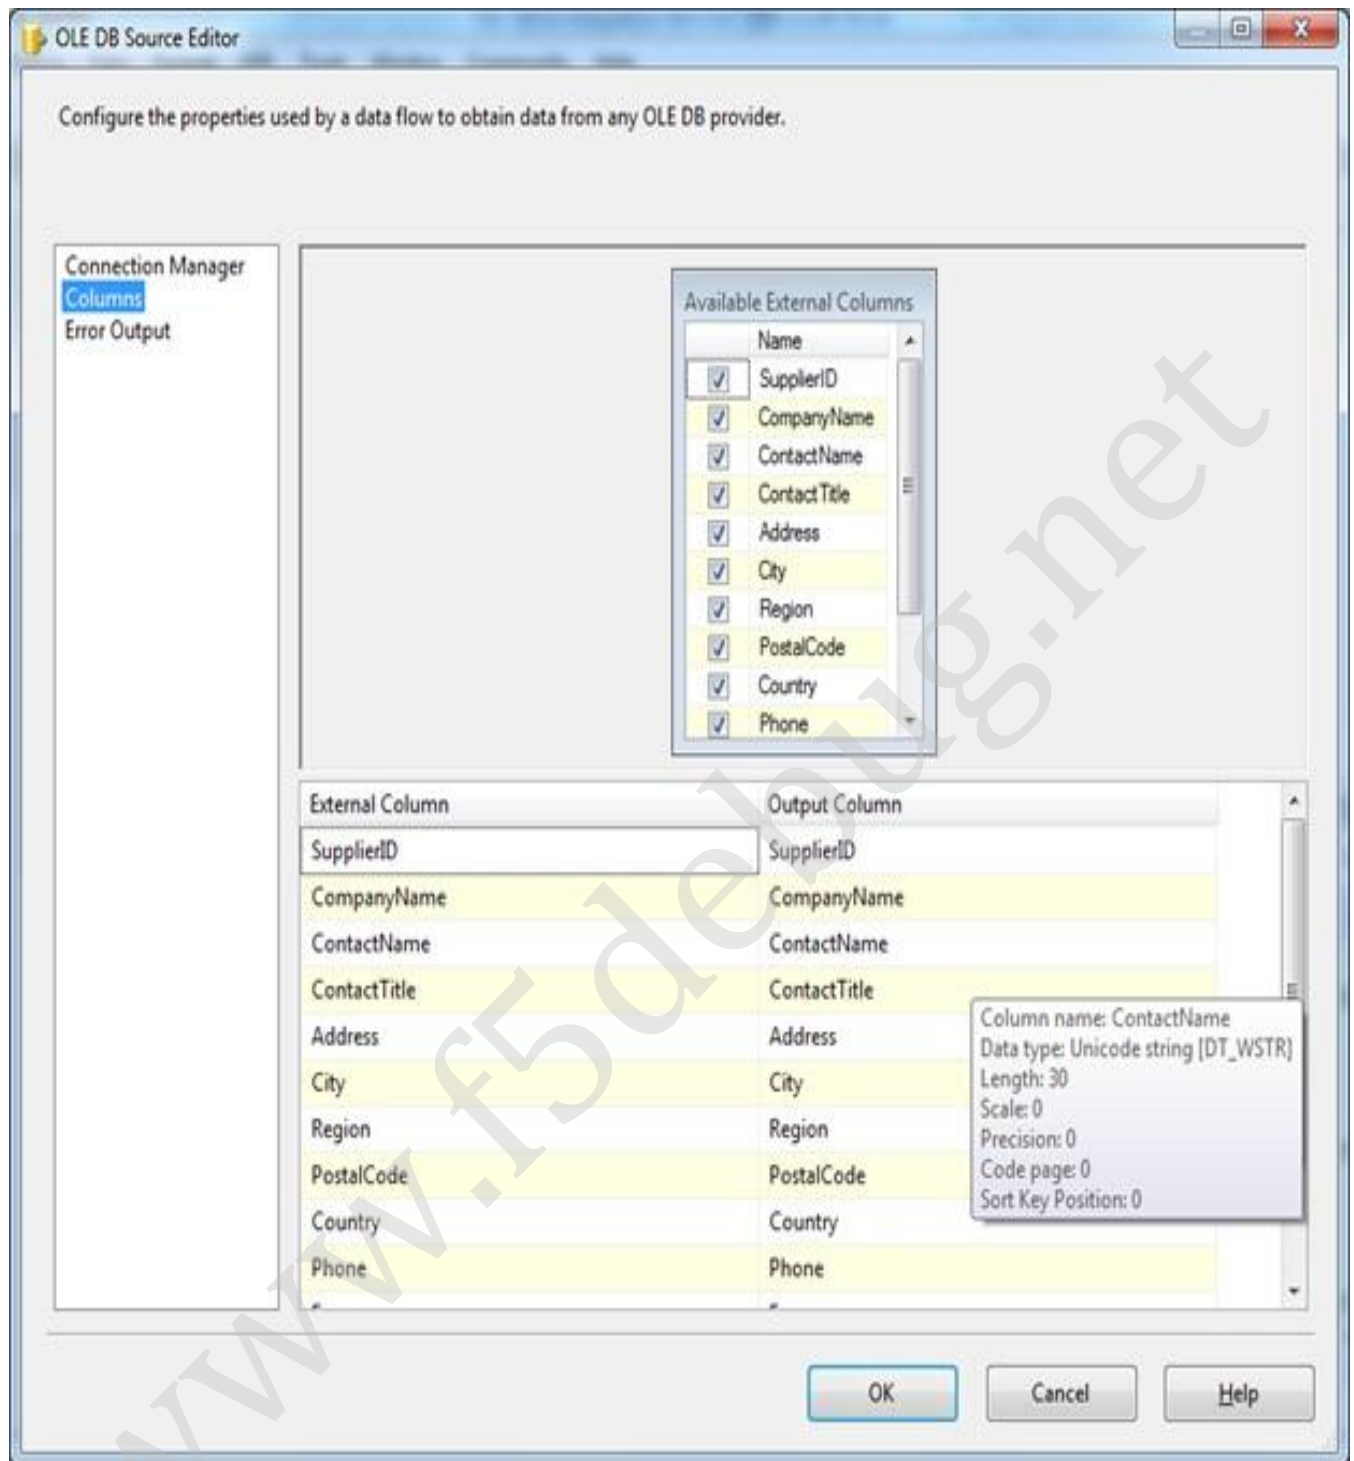 OLE DB Source Editor
Configure the properties used by a data flow to obtain data from any OLE DB provider.
Connection Manager
Columns
Error Output
Available External Columns
Name
SupplierID
CompanyName
ContactName
ContactTitle
Address
City
Region
PostalCode
Country
Phone
External Column Output Column
SupplierID SupplierID
CompanyName CompanyName
ContactName ContactName
ContactTitle ContactTitle
Address Address
City City
Region Region
PostalCode PostalCode
Country Country
Phone Phone
Column name: ContactName
Data type: Unicode string [DT_WSTR]
Length: 30
Scale: 0
Precision: 0
Code page: 0
Sort Key Position: 0
OK Cancel Help
www.f5debug.net